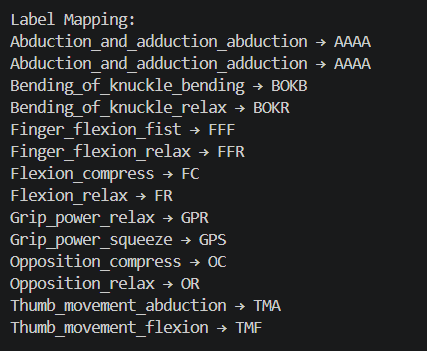 Label Mapping:
Abduction_and_adduction_abduction → AAAA
Abduction_and_adduction_adduction → AAAA
Bending_of_knuckle_bending → BOKB
Bending_of_knuckle_relax → BOKR
Finger_flexion_fist → FFF
Finger_flexion_relax → FFR
Flexion_compress → FC
Flexion_relax → FR
Grip_power_relax → GPR
Grip_power_squeeze → GPS
Opposition_compress → OC
Opposition_relax → OR
Thumb_movement_abduction → TMA
Thumb_movement_flexion → TMF